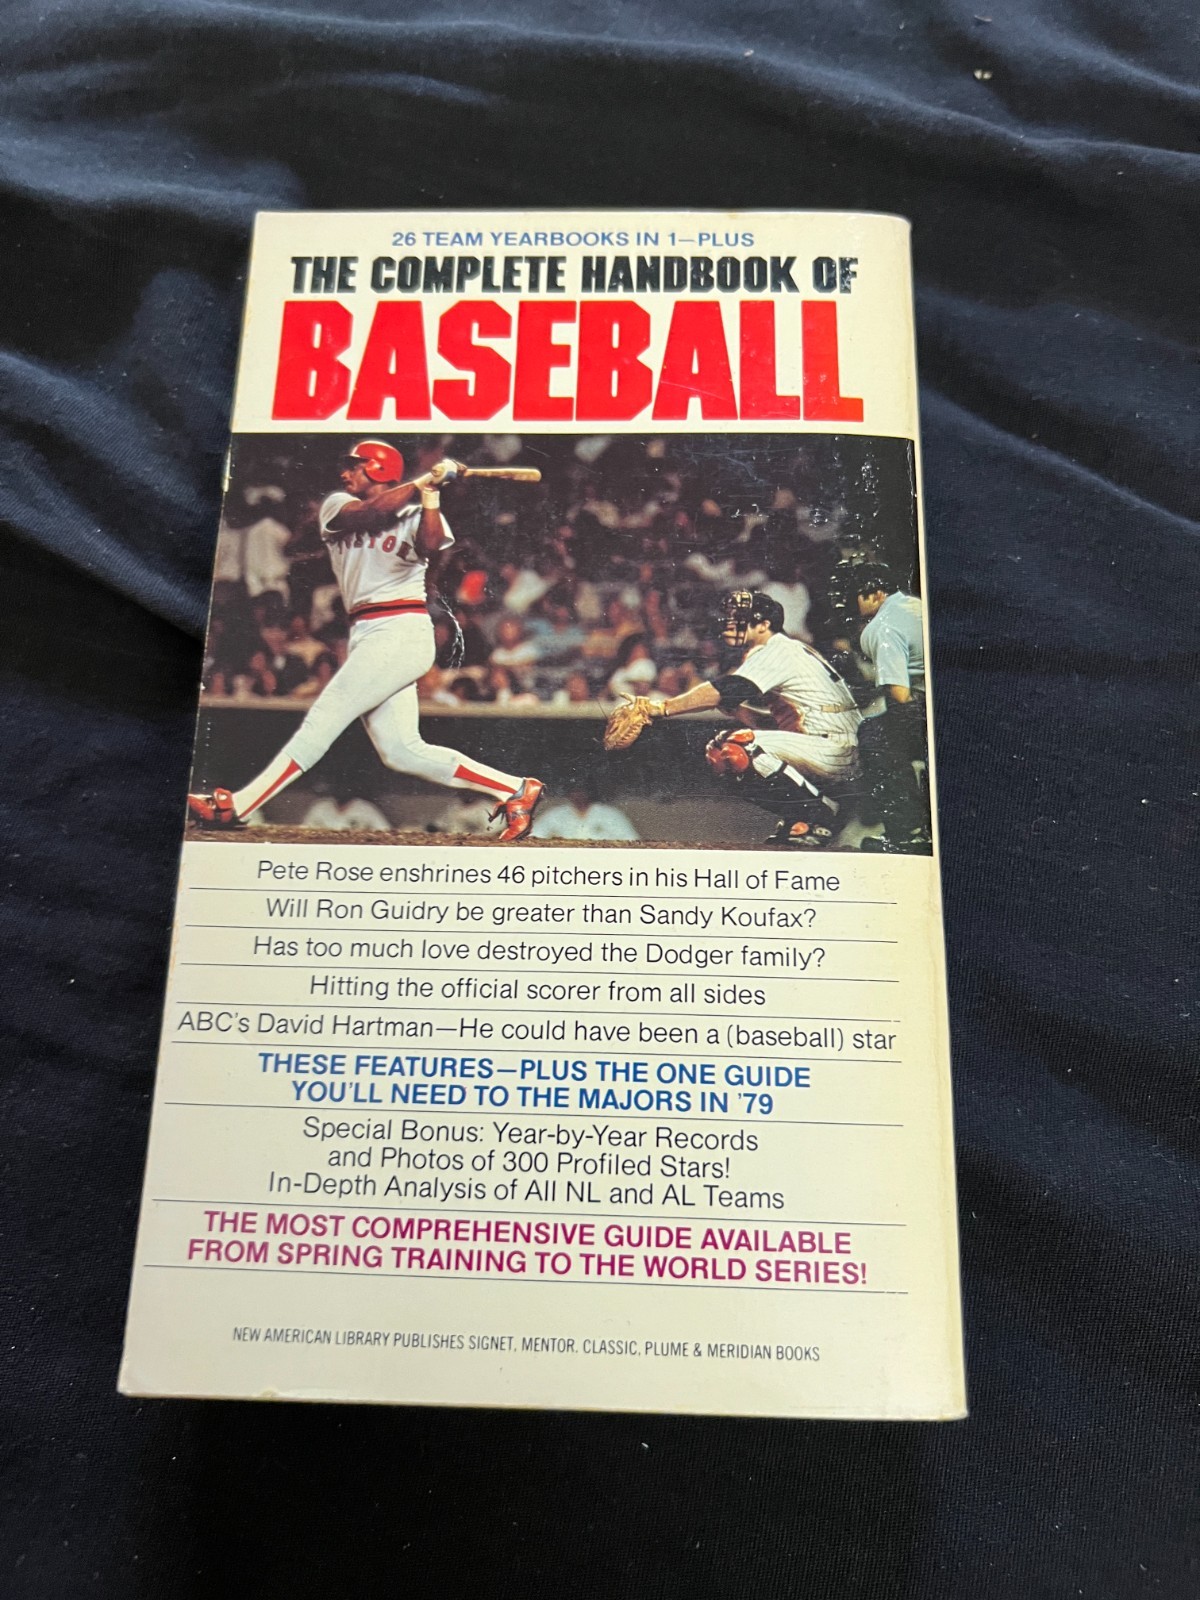 26 TEAM YEARBOOKS IN 1—PLUS
THE COMPLETE HANDBOOK OF
BASEBALL
Pete Rose enshrines 46 pitchers in his Hall of Fame
Will Ron Guidry be greater than Sandy Koufax?
Has too much love destroyed the Dodger family?
Hitting the official scorer from all sides
ABC's David Hartman—He could have been a (baseball) star
THESE FEATURES—PLUS THE ONE GUIDE
YOU'LL NEED TO THE MAJORS IN '79
Special Bonus: Year-by-Year Records
and Photos of 300 Profiled Stars!
In-Depth Analysis of All NL and AL Teams
THE MOST COMPREHENSIVE GUIDE AVAILABLE
FROM SPRING TRAINING TO THE WORLD SERIES!
NEW AMERICAN LIBRARY PUBLISHES SIGNET, MENTOR, CLASSIC, PLUME & MERIDIAN BOOKS